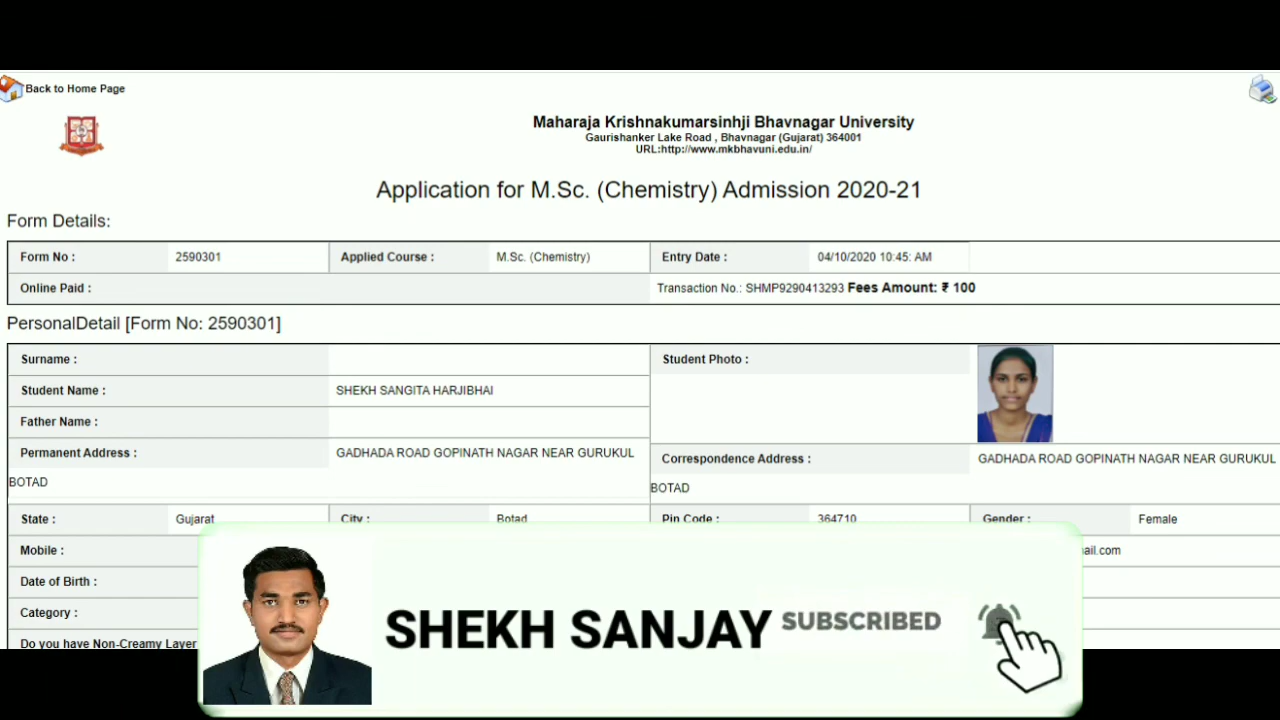 Back to Home Page
Maharaja Krishnakumarsinhji Bhavnagar University
Gaurishanker Lake Road , Bhavnagar (Gujarat) 364001
URL:http://www.mkbhavuni.edu.in/
Application for M.Sc. (Chemistry) Admission 2020-21
Form Details:
Form No : 2590301 Applied Course : M.Sc. (Chemistry) Entry Date : 04/10/2020 10:45: AM
Online Paid : Transaction No.: SHMP9290413293 Fees Amount: ₹ 100
PersonalDetail [Form No: 2590301]
Surname : Student Photo :
Student Name : SHEKH SANGITA HARJIBHAI
Father Name :
Permanent Address : GADHADA ROAD GOPINATH NAGAR NEAR GURUKUL
BOTAD
Correspondence Address : GADHADA ROAD GOPINATH NAGAR NEAR GURUKUL
BOTAD
State : Gujarat City : Botad Pin Code : 364710 Gender : Female
Mobile : ail.com
Date of Birth :
Category :
Do you have Non-Creamy Layer
SHEKH SANJAY SUBSCRIBED